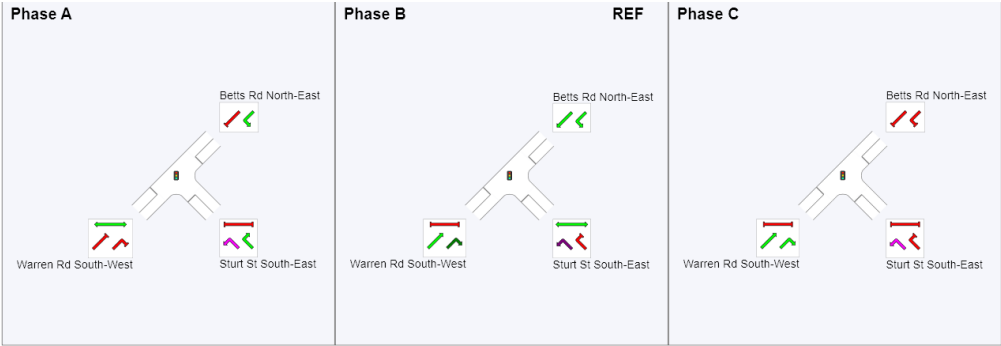 Phase A
Betts Rd North-East
Warren Rd South-West
Sturt St South-East
Phase B
REF
Betts Rd North-East
Warren Rd South-West
Sturt St South-East
Phase C
Betts Rd North-East
Warren Rd South-West
Sturt St South-East